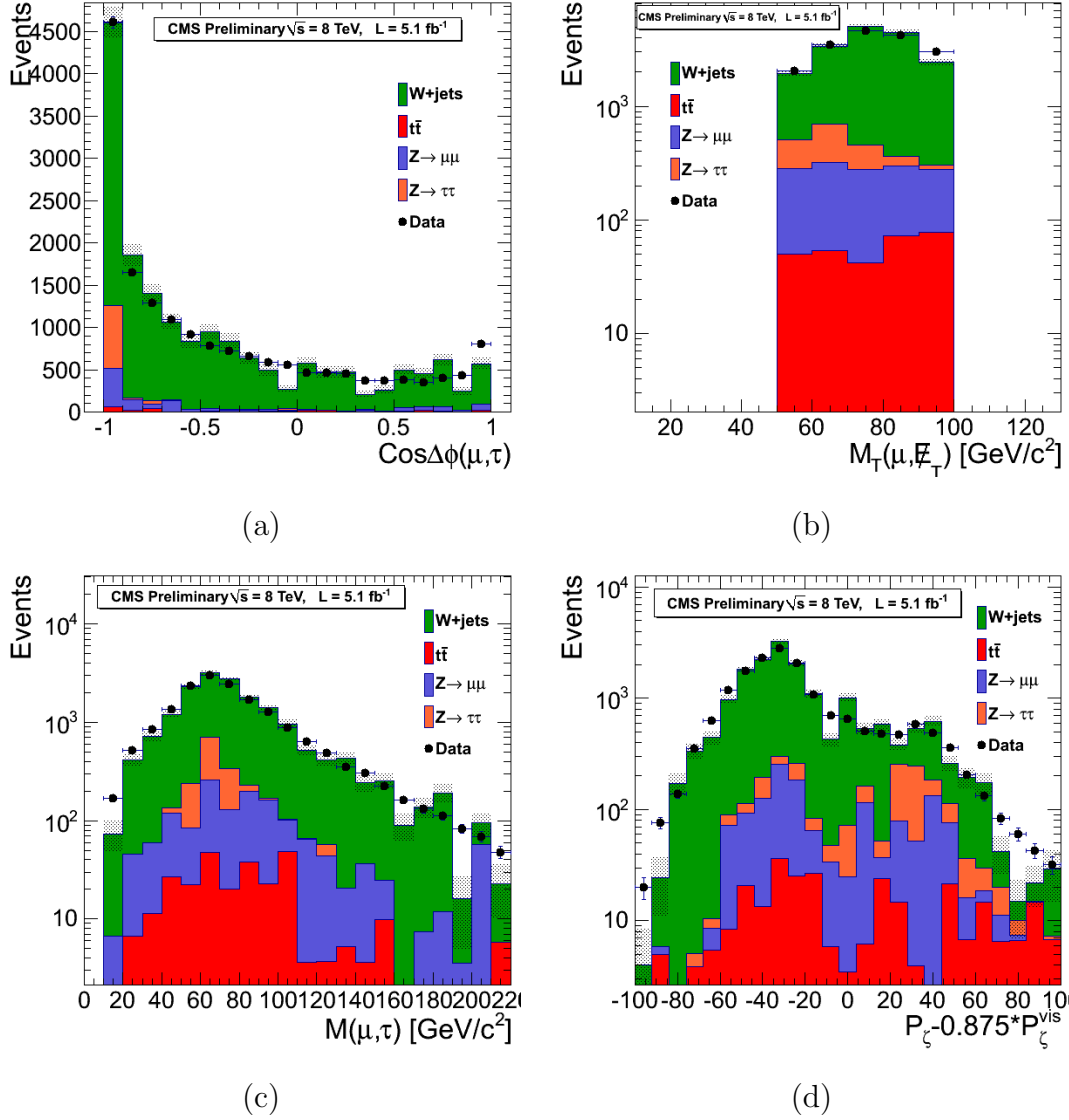 CMS Preliminary √s = 8 TeV, L = 5.1 fb⁻¹
Events
4500
4000
3500
3000
2500
2000
1500
1000
500
0
W+jets
tt̄
Z→ μμ
Z→ ττ
Data
-1 -0.5 0 0.5 1
CosΔϕ(μ,τ)
(a)
CMS Preliminary √s = 8 TeV, L = 5.1 fb⁻¹
Events
10³
10²
10
W+jets
tt̄
Z→ μμ
Z→ ττ
Data
20 40 60 80 100 120
M_T(μ,E̸_T) [GeV/c²]
(b)
CMS Preliminary √s = 8 TeV, L = 5.1 fb⁻¹
Events
10⁴
10³
10²
10
W+jets
tt̄
Z→ μμ
Z→ ττ
Data
0 20 40 60 80 100 120 140 160 180 200 220
M(μ,τ) [GeV/c²]
(c)
CMS Preliminary √s = 8 TeV, L = 5.1 fb⁻¹
Events
10⁴
10³
10²
10
W+jets
tt̄
Z→ μμ
Z→ ττ
Data
-100 -80 -60 -40 -20 0 20 40 60 80 100
P_ζ-0.875*P_ζ^vis
(d)